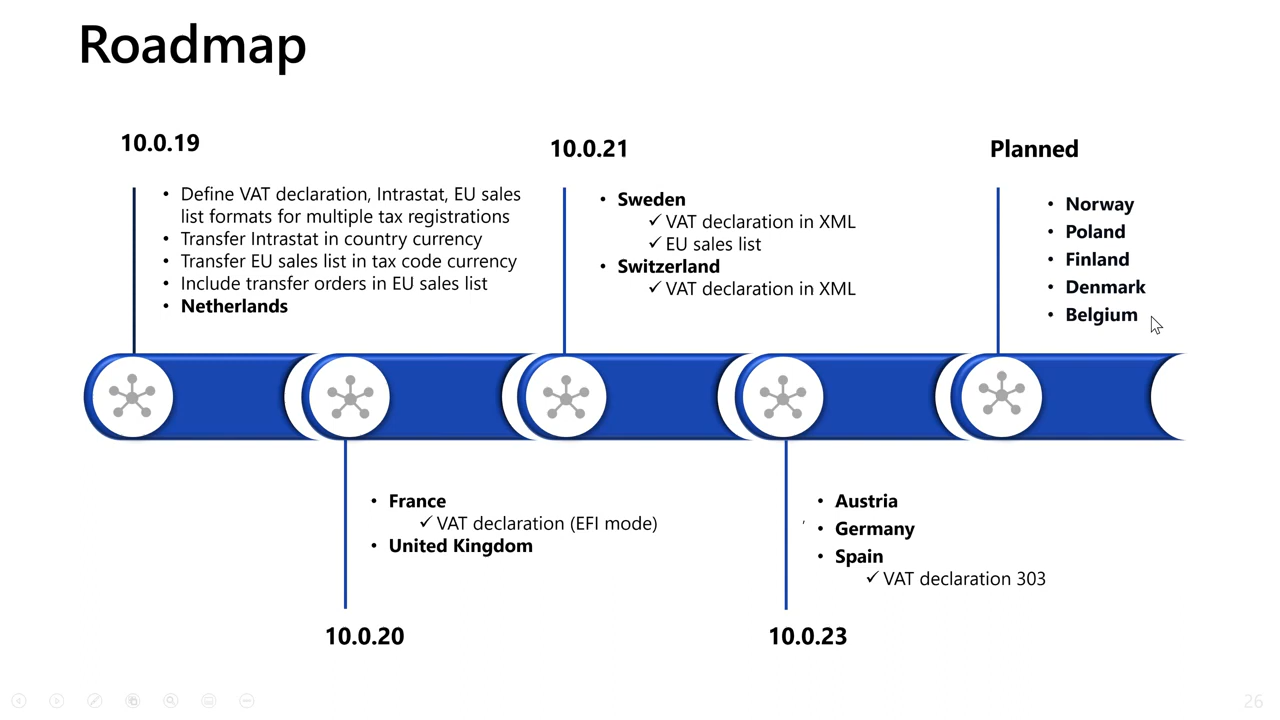 Roadmap
10.0.19
• Define VAT declaration, Intrastat, EU sales
list formats for multiple tax registrations
• Transfer Intrastat in country currency
• Transfer EU sales list in tax code currency
• Include transfer orders in EU sales list
• Netherlands
10.0.21
• Sweden
✓ VAT declaration in XML
✓ EU sales list
• Switzerland
✓ VAT declaration in XML
Planned
• Norway
• Poland
• Finland
• Denmark
• Belgium
• France
✓ VAT declaration (EFI mode)
• United Kingdom
10.0.20
• Austria
• Germany
• Spain
✓ VAT declaration 303
10.0.23
26